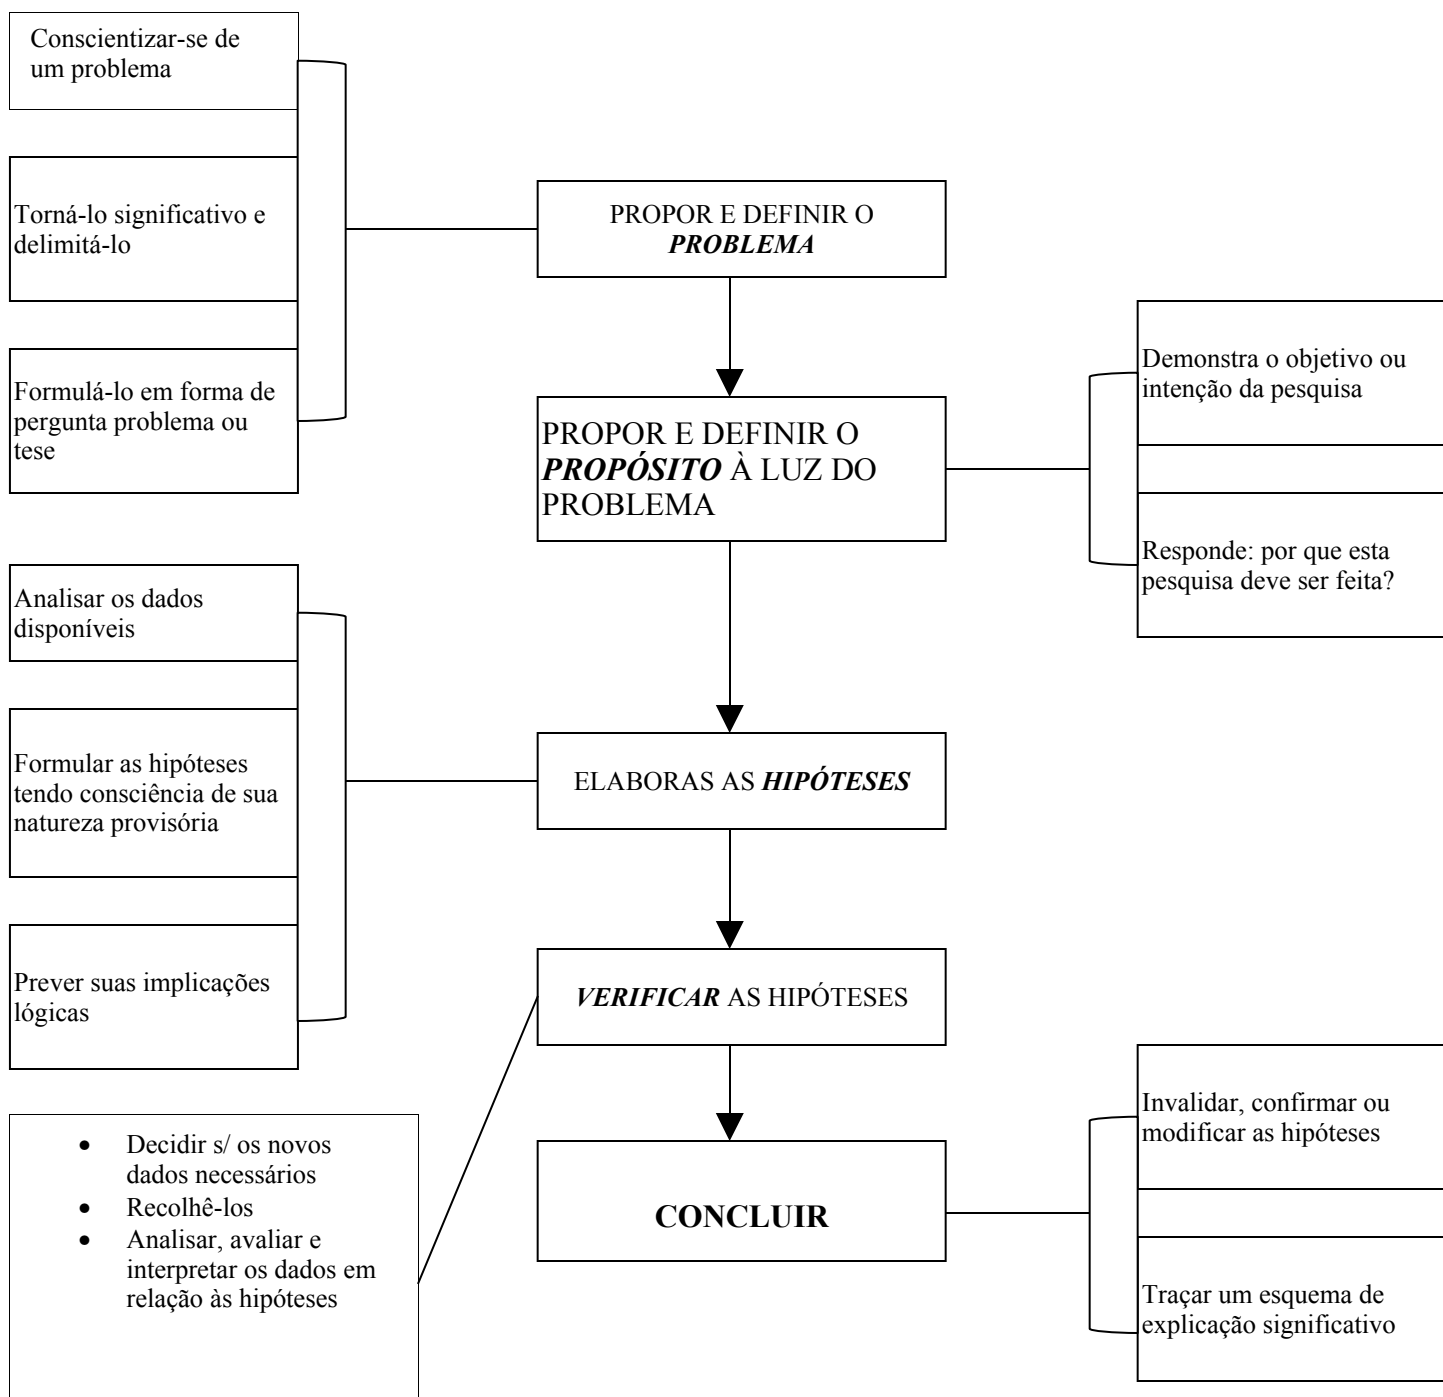 Conscientizar-se de
um problema
Torná-lo significativo e
delimitá-lo
Formulá-lo em forma de
pergunta problema ou
tese
PROPOR E DEFINIR O
PROBLEMA
PROPOR E DEFINIR O
PROPÓSITO À LUZ DO
PROBLEMA
Demonstra o objetivo ou
intenção da pesquisa
Responde: por que esta
pesquisa deve ser feita?
Analisar os dados
disponíveis
Formular as hipóteses
tendo consciência de sua
natureza provisória
Prever suas implicações
lógicas
ELABORAS AS HIPÓTESES
VERIFICAR AS HIPÓTESES
• Decidir s/ os novos
dados necessários
• Recolhê-los
• Analisar, avaliar e
interpretar os dados em
relação às hipóteses
CONCLUIR
Invalidar, confirmar ou
modificar as hipóteses
Traçar um esquema de
explicação significativo